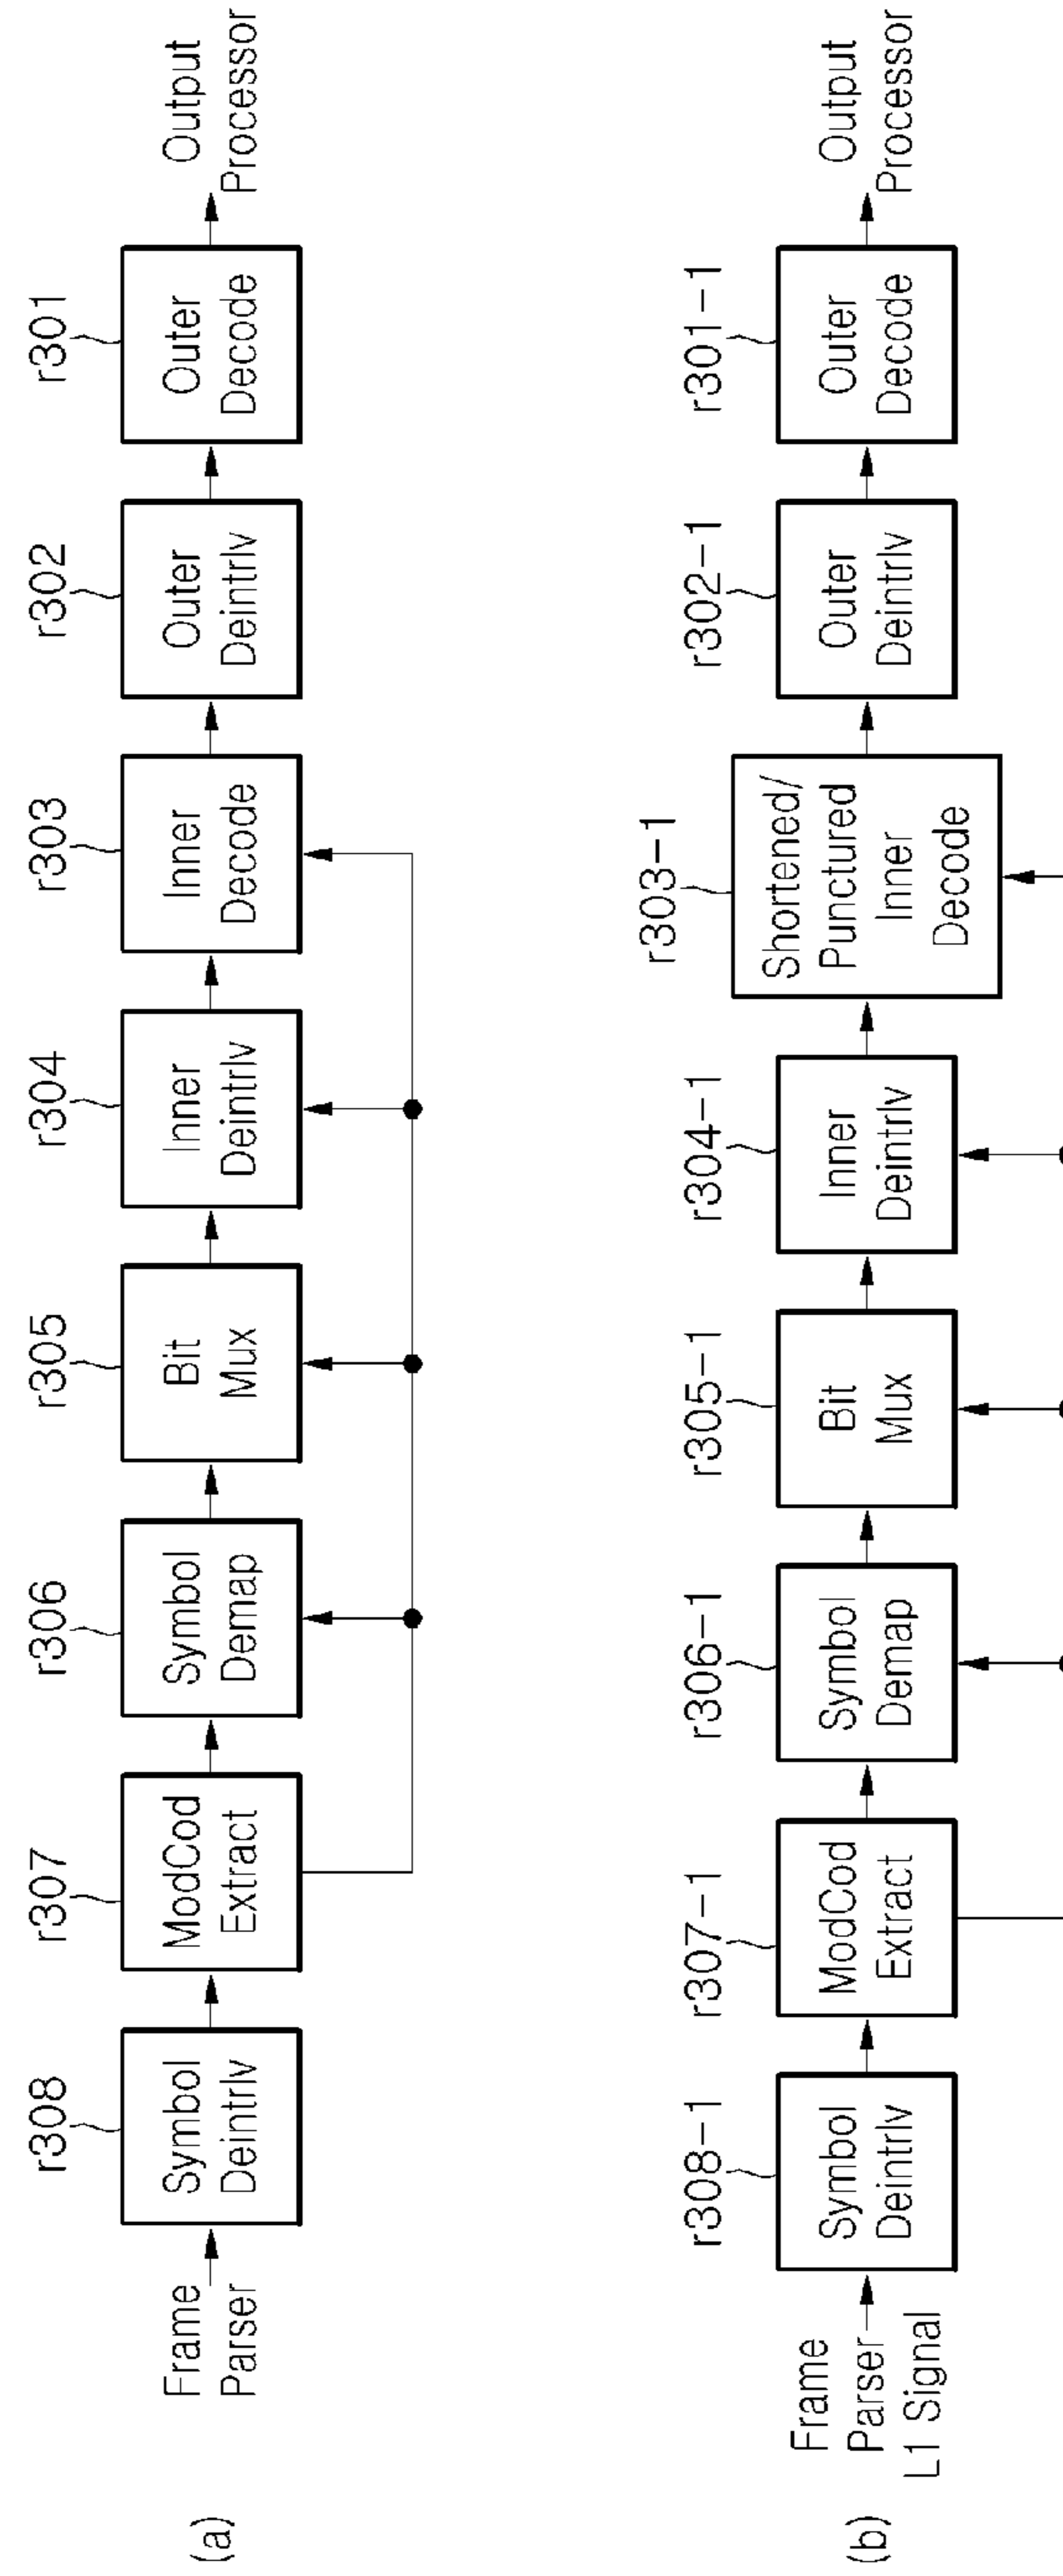 (a)
Frame
Parser
r308
Symbol
Deintrlv
r307
ModCod
Extract
r306
Symbol
Demap
r305
Bit
Mux
r304
Inner
Deintrlv
r303
Inner
Decode
r302
Outer
Deintrlv
r301
Outer
Decode
Output
Processor
(b)
Frame
Parser
L1 Signal
r308-1
Symbol
Deintrlv
r307-1
ModCod
Extract
r306-1
Symbol
Demap
r305-1
Bit
Mux
r304-1
Inner
Deintrlv
r303-1
Shortened/
Punctured
Inner
Decode
r302-1
Outer
Deintrlv
r301-1
Outer
Decode
Output
Processor